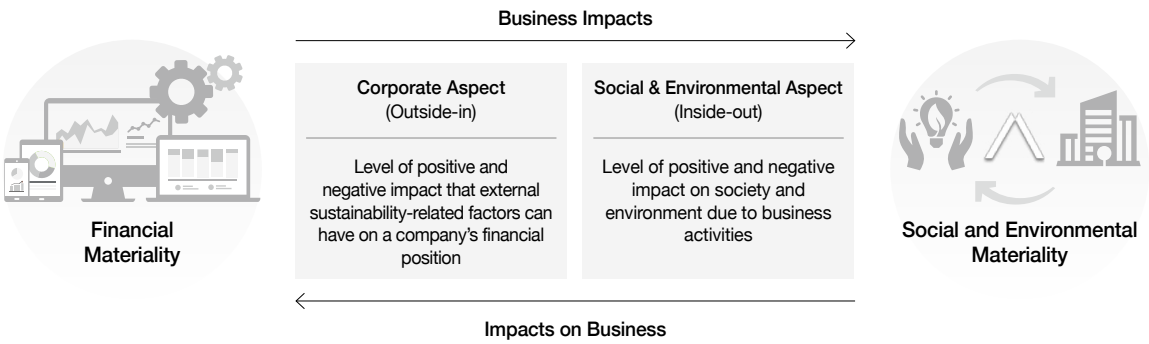 Business Impacts
Financial
Materiality
Corporate Aspect
(Outside-in)
Level of positive and
negative impact that external
sustainability-related factors can
have on a company's financial
position
Social & Environmental Aspect
(Inside-out)
Level of positive and negative
impact on society and
environment due to business
activities
Social and Environmental
Materiality
Impacts on Business